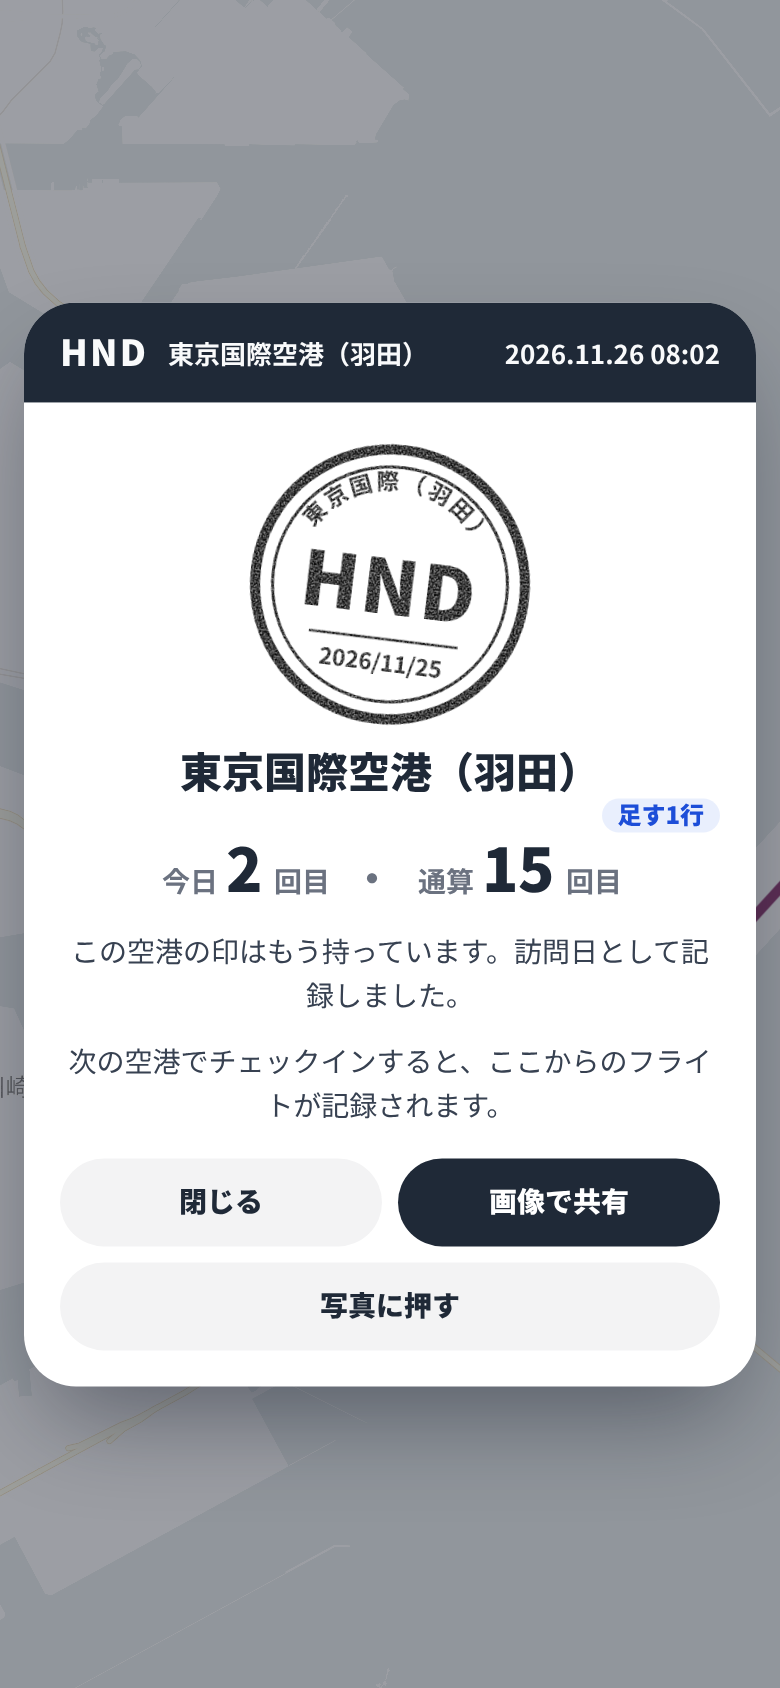 HND 東京国際空港（羽田） 2026.11.26 08:02
東京国際（羽田）
HND
2026/11/25
東京国際空港（羽田）
足す1行
今日 2 回目 • 通算 15 回目
この空港の印はもう持っています。訪問日として記
録しました。
次の空港でチェックインすると、ここからのフライ
トが記録されます。
川崎
閉じる 画像で共有
写真に押す